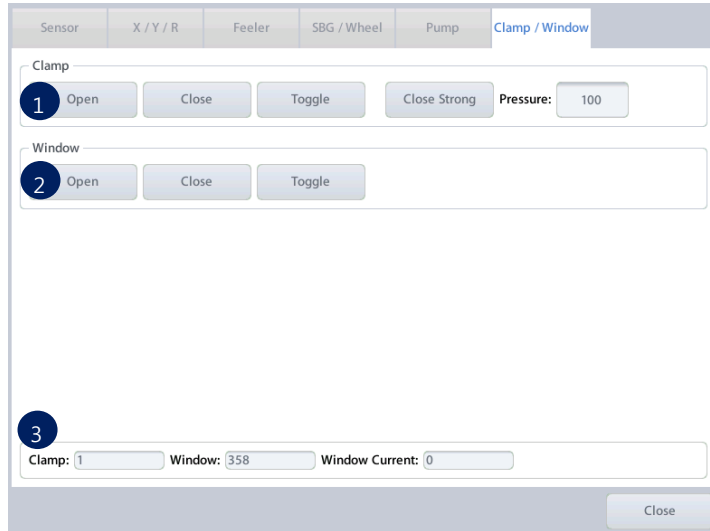 Sensor X / Y / R Feeler SBG / Wheel Pump Clamp / Window
Clamp
1 Open Close Toggle Close Strong Pressure: 100
Window
2 Open Close Toggle
3
Clamp: 1 Window: 358 Window Current: 0
Close